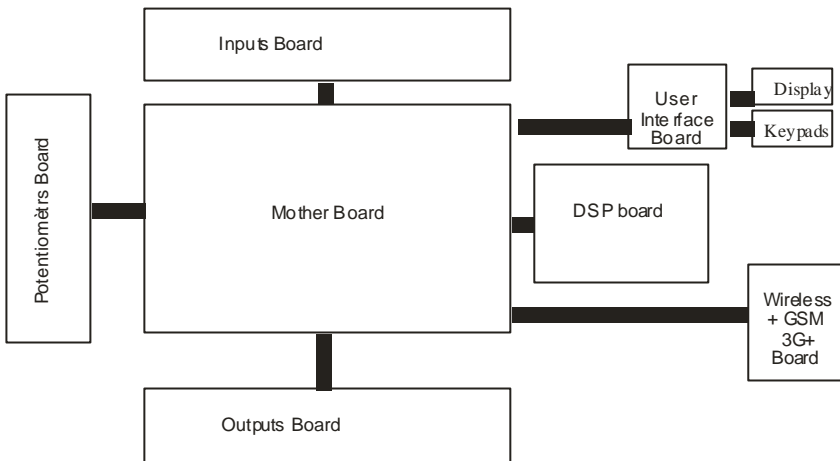 Inputs Board
User
Interface
Board
Display
Keypads
Potentiomètrs Board
Mother Board
DSP board
Wireless
+ GSM
3G+
Board
Outputs Board